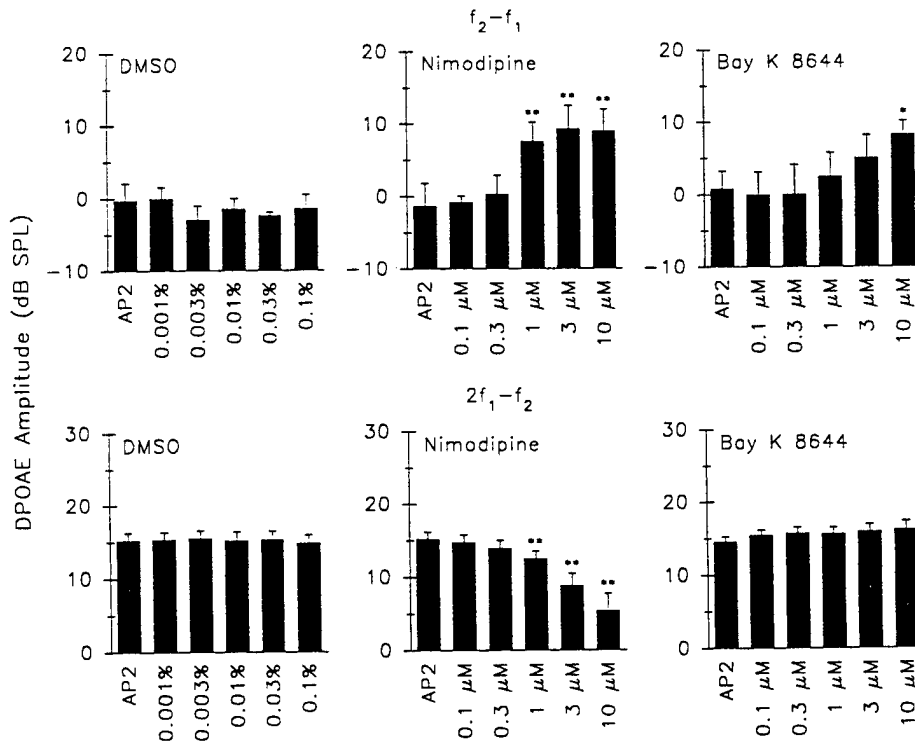 f₂−f₁
DPOAE Amplitude (dB SPL)
DMSO
20
10
0
−10
AP2
0.001%
0.003%
0.01%
0.03%
0.1%
Nimodipine
20
10
0
−10
** ** **
AP2
0.1 μM
0.3 μM
1 μM
3 μM
10 μM
Bay K 8644
20
10
0
−10
*
AP2
0.1 μM
0.3 μM
1 μM
3 μM
10 μM
2f₁−f₂
DMSO
30
20
10
0
AP2
0.001%
0.003%
0.01%
0.03%
0.1%
Nimodipine
30
20
10
0
** ** **
AP2
0.1 μM
0.3 μM
1 μM
3 μM
10 μM
Bay K 8644
30
20
10
0
AP2
0.1 μM
0.3 μM
1 μM
3 μM
10 μM